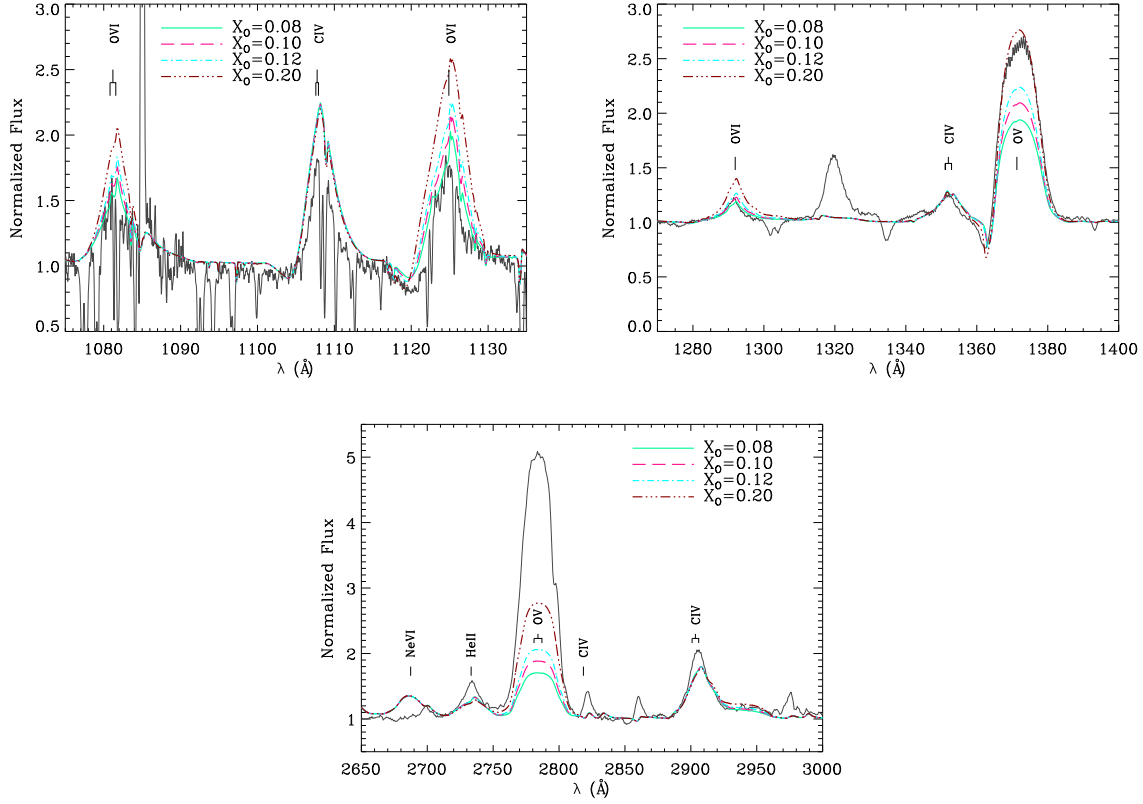 OVI
CIV
OVI
X₀=0.08
X₀=0.10
X₀=0.12
X₀=0.20
3.0
2.5
2.0
1.5
1.0
0.5
Normalized Flux
1080
1090
1100
1110
1120
1130
λ (Å)
X₀=0.08
X₀=0.10
X₀=0.12
X₀=0.20
OVI
CIV
OV
3.0
2.5
2.0
1.5
1.0
0.5
0.0
Normalized Flux
1280
1300
1320
1340
1360
1380
1400
λ (Å)
X₀=0.08
X₀=0.10
X₀=0.12
X₀=0.20
NeVI
HeII
OV
CIV
CIV
5
4
3
2
1
Normalized Flux
2650
2700
2750
2800
2850
2900
2950
3000
λ (Å)